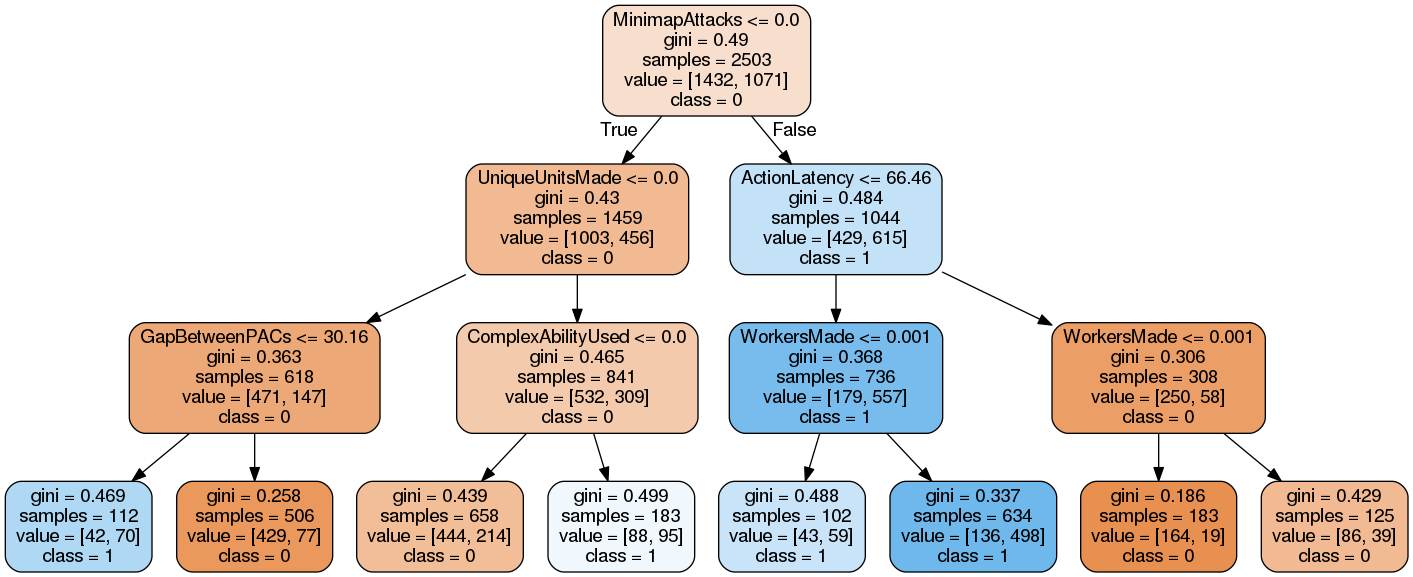 MinimapAttacks <= 0.0
gini = 0.49
samples = 2503
value = [1432, 1071]
class = 0
True
False
UniqueUnitsMade <= 0.0
gini = 0.43
samples = 1459
value = [1003, 456]
class = 0
ActionLatency <= 66.46
gini = 0.484
samples = 1044
value = [429, 615]
class = 1
GapBetweenPACs <= 30.16
gini = 0.363
samples = 618
value = [471, 147]
class = 0
ComplexAbilityUsed <= 0.0
gini = 0.465
samples = 841
value = [532, 309]
class = 0
WorkersMade <= 0.001
gini = 0.368
samples = 736
value = [179, 557]
class = 1
WorkersMade <= 0.001
gini = 0.306
samples = 308
value = [250, 58]
class = 0
gini = 0.469
samples = 112
value = [42, 70]
class = 1
gini = 0.258
samples = 506
value = [429, 77]
class = 0
gini = 0.439
samples = 658
value = [444, 214]
class = 0
gini = 0.499
samples = 183
value = [88, 95]
class = 1
gini = 0.488
samples = 102
value = [43, 59]
class = 1
gini = 0.337
samples = 634
value = [136, 498]
class = 1
gini = 0.186
samples = 183
value = [164, 19]
class = 0
gini = 0.429
samples = 125
value = [86, 39]
class = 0